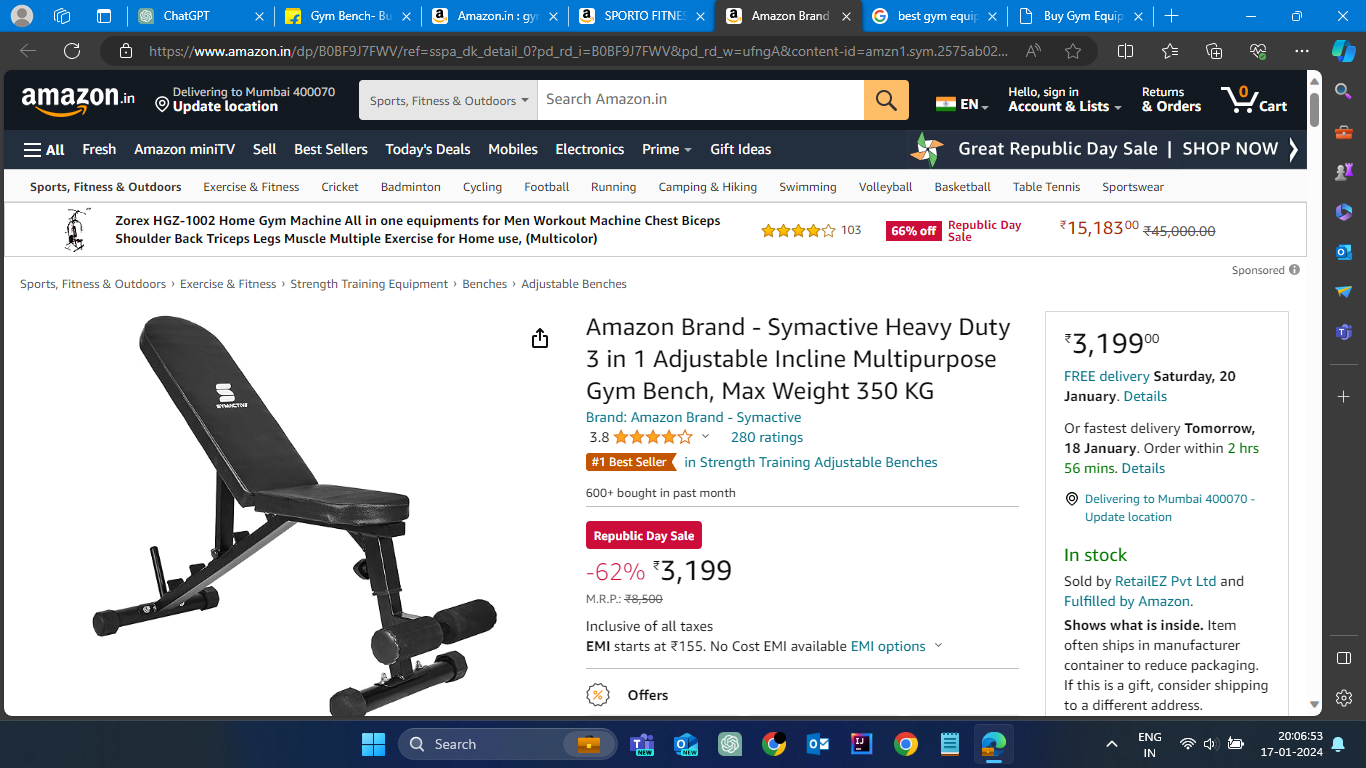 ChatGPT
Gym Bench- Bu
Amazon.in : gyr
SPORTO FITNES
Amazon Brand
best gym equip
Buy Gym Equip
https://www.amazon.in/dp/B0BF9J7FWV/ref=sspa_dk_detail_0?pd_rd_i=B0BF9J7FWV&pd_rd_w=ufngA&content-id=amzn1.sym.2575ab02...
amazon.in
Delivering to Mumbai 400070
Update location
Sports, Fitness & Outdoors
Search Amazon.in
EN
Hello, sign in
Account & Lists
Returns
& Orders
0
Cart
All
Fresh
Amazon miniTV
Sell
Best Sellers
Today's Deals
Mobiles
Electronics
Prime
Gift Ideas
Great Republic Day Sale | SHOP NOW
Sports, Fitness & Outdoors
Exercise & Fitness
Cricket
Badminton
Cycling
Football
Running
Camping & Hiking
Swimming
Volleyball
Basketball
Table Tennis
Sportswear
Zorex HGZ-1002 Home Gym Machine All in one equipments for Men Workout Machine Chest Biceps
Shoulder Back Triceps Legs Muscle Multiple Exercise for Home use, (Multicolor)
103
66% off
Republic Day
Sale
₹15,183.00 ₹45,000.00
Sponsored
Sports, Fitness & Outdoors › Exercise & Fitness › Strength Training Equipment › Benches › Adjustable Benches
SYMACTIVE
Amazon Brand - Symactive Heavy Duty
3 in 1 Adjustable Incline Multipurpose
Gym Bench, Max Weight 350 KG
Brand: Amazon Brand - Symactive
3.8
280 ratings
#1 Best Seller
in Strength Training Adjustable Benches
600+ bought in past month
Republic Day Sale
-62% ₹3,199
M.R.P.: ₹8,500
Inclusive of all taxes
EMI starts at ₹155. No Cost EMI available EMI options
Offers
₹3,199.00
FREE delivery Saturday, 20
January. Details
Or fastest delivery Tomorrow,
18 January. Order within 2 hrs
56 mins. Details
Delivering to Mumbai 400070 -
Update location
In stock
Sold by RetailEZ Pvt Ltd and
Fulfilled by Amazon.
Shows what is inside. Item
often ships in manufacturer
container to reduce packaging.
If this is a gift, consider shipping
to a different address.
Search
NEW
NEW
ENG
IN
20:06:53
17-01-2024